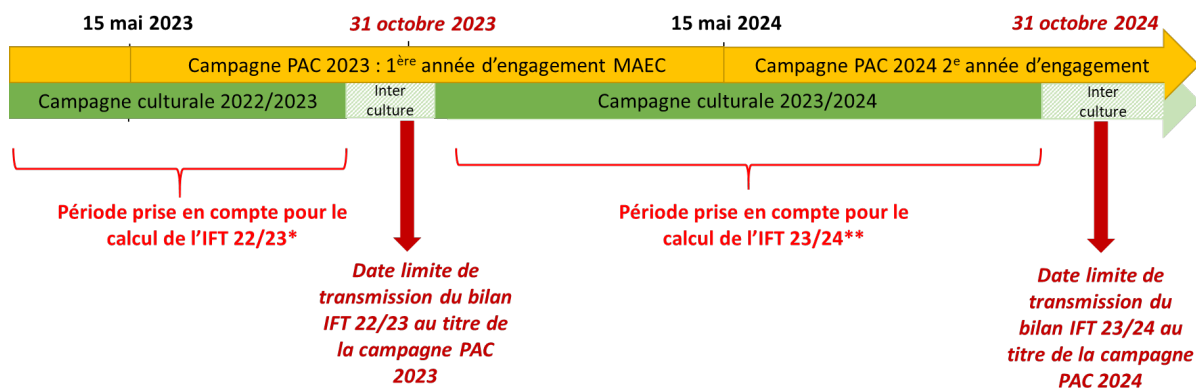 15 mai 2023
31 octobre 2023
15 mai 2024
31 octobre 2024
Campagne PAC 2023 : 1ère année d’engagement MAEC
Campagne PAC 2024 2e année d’engagement
Campagne culturale 2022/2023
Inter
culture
Campagne culturale 2023/2024
Inter
culture
Période prise en compte pour le
calcul de l’IFT 22/23*
Période prise en compte pour le
calcul de l’IFT 23/24**
Date limite de
transmission du bilan
IFT 22/23 au titre de
la campagne PAC
2023
Date limite de
transmission du
bilan IFT 23/24 au
titre de la campagne
PAC 2024